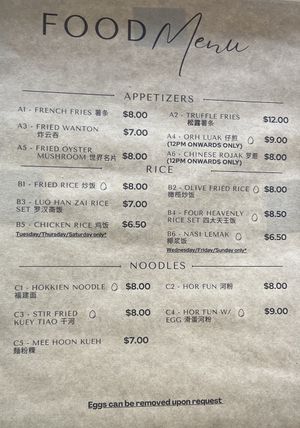 FOOD Menu
APPETIZERS
A1 - FRENCH FRIES 薯条 $8.00
A2 - TRUFFLE FRIES $12.00
松露薯条
A3 - FRIED WANTON $7.00
炸云吞
A4 - ORH LUAK 仔煎 $9.00
(12PM ONWARDS ONLY)
A5 - FRIED OYSTER
MUSHROOM 世界名片 $8.00
A6 - CHINESE ROJAK 罗惹 $8.00
(12PM ONWARDS ONLY)
RICE
B1 - FRIED RICE 炒饭 $8.00
B2 - OLIVE FRIED RICE $8.00
橄榄炒饭
B3 - LUO HAN ZAI RICE $7.00
SET 罗汉斋饭
B4 - FOUR HEAVENLY $8.50
RICE SET 四大天王饭
B5 - CHICKEN RICE 鸡饭 $6.50
Tuesday/Thursday/Saturday only*
B6 - NASI LEMAK $6.50
椰浆饭
Wednesday/Friday/Sunday only*
NOODLES
C1 - HOKKIEN NOODLE $8.00
福建面
C2 - HOR FUN 河粉 $8.00
C3 - STIR FRIED $8.00
KUEY TIAO 干河
C4 - HOR FUN W/ $9.00
EGG 滑蛋河粉
C5 - MEE HOON KUEH $7.00
麵粉粿
Eggs can be removed upon request